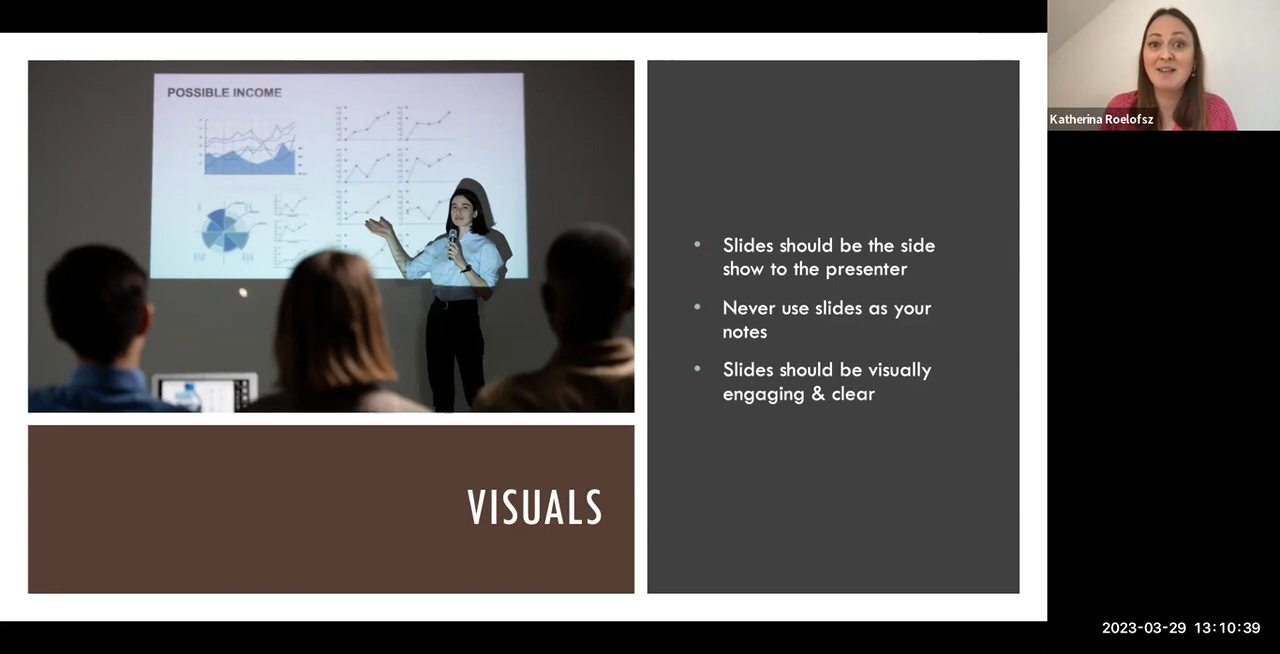 POSSIBLE INCOME
Slides should be the side
show to the presenter
Never use slides as your
notes
Slides should be visually
engaging & clear
VISUALS
Katherina Roelofsz
2023-03-29 13:10:39